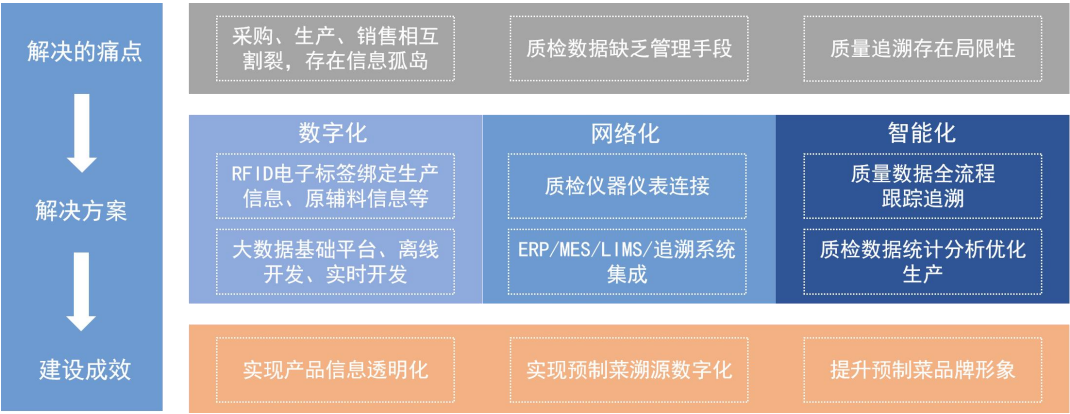 解决的痛点
采购、生产、销售相互
割裂，存在信息孤岛
质检数据缺乏管理手段
质量追溯存在局限性
解决方案
数字化
RFID电子标签绑定生产
信息、原辅料信息等
大数据基础平台、离线
开发、实时开发
网络化
质检仪器仪表连接
ERP/MES/LIMS/追溯系统
集成
智能化
质量数据全流程
跟踪追溯
质检数据统计分析优化
生产
建设成效
实现产品信息透明化
实现预制菜溯源数字化
提升预制菜品牌形象